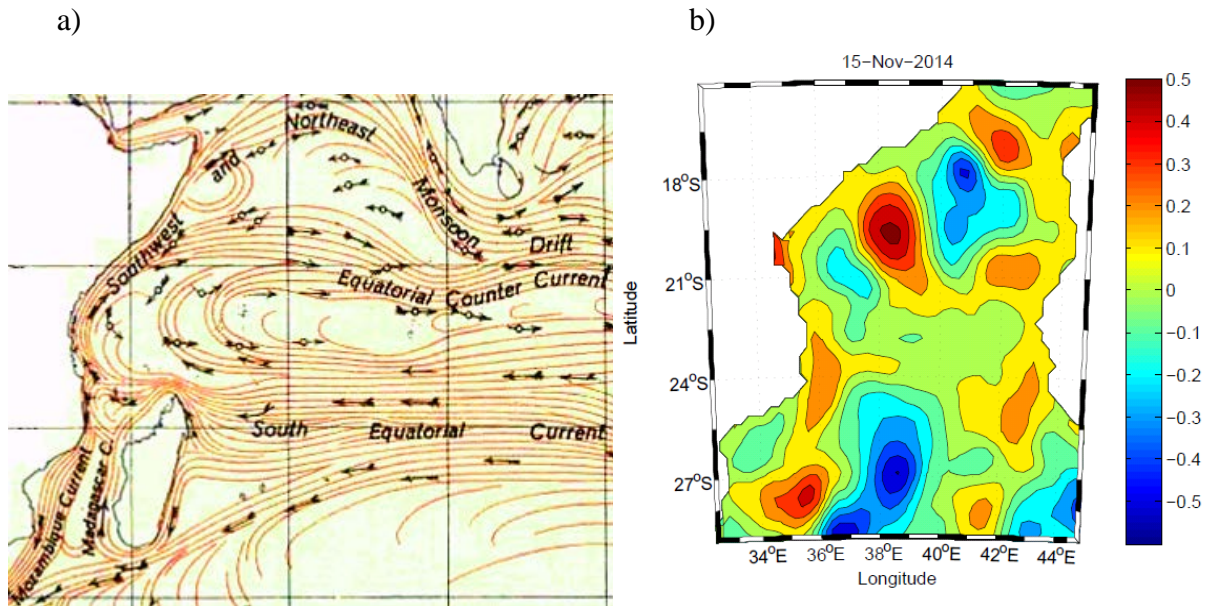 a)
b)
Northeast
and
Southwest
Monsoon
Drift
Equatorial Counter Current
South Equatorial Current
Mozambique Current
Madagascar C.
15-Nov-2014
0.5
0.4
0.3
0.2
0.1
0
-0.1
-0.2
-0.3
-0.4
-0.5
18°S
21°S
24°S
27°S
Latitude
34°E 36°E 38°E 40°E 42°E 44°E
Longitude